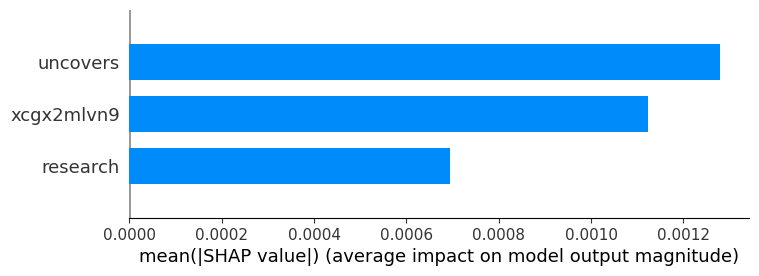 uncovers
xcgx2mlvn9
research
0.0000 0.0002 0.0004 0.0006 0.0008 0.0010 0.0012
mean(|SHAP value|) (average impact on model output magnitude)